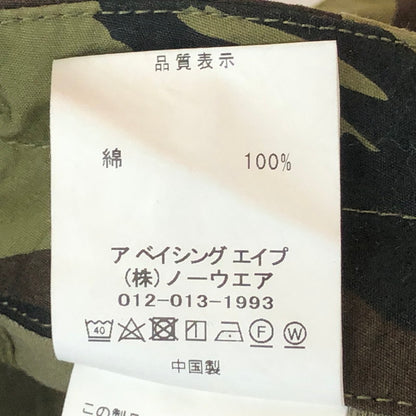 品質表示
綿 100%
ア ベイシング エイプ
(株)ノーウエア
012-013-1993
40 F W
中国製